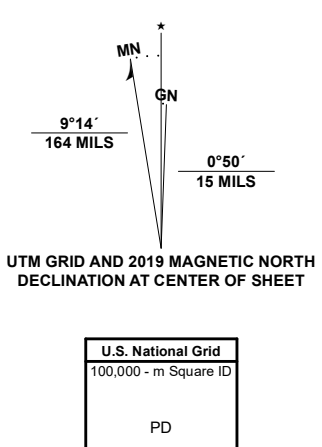 ★
MN
GN
9°14´
164 MILS
0°50´
15 MILS
UTM GRID AND 2019 MAGNETIC NORTH
DECLINATION AT CENTER OF SHEET
U.S. National Grid
100,000 - m Square ID
PD